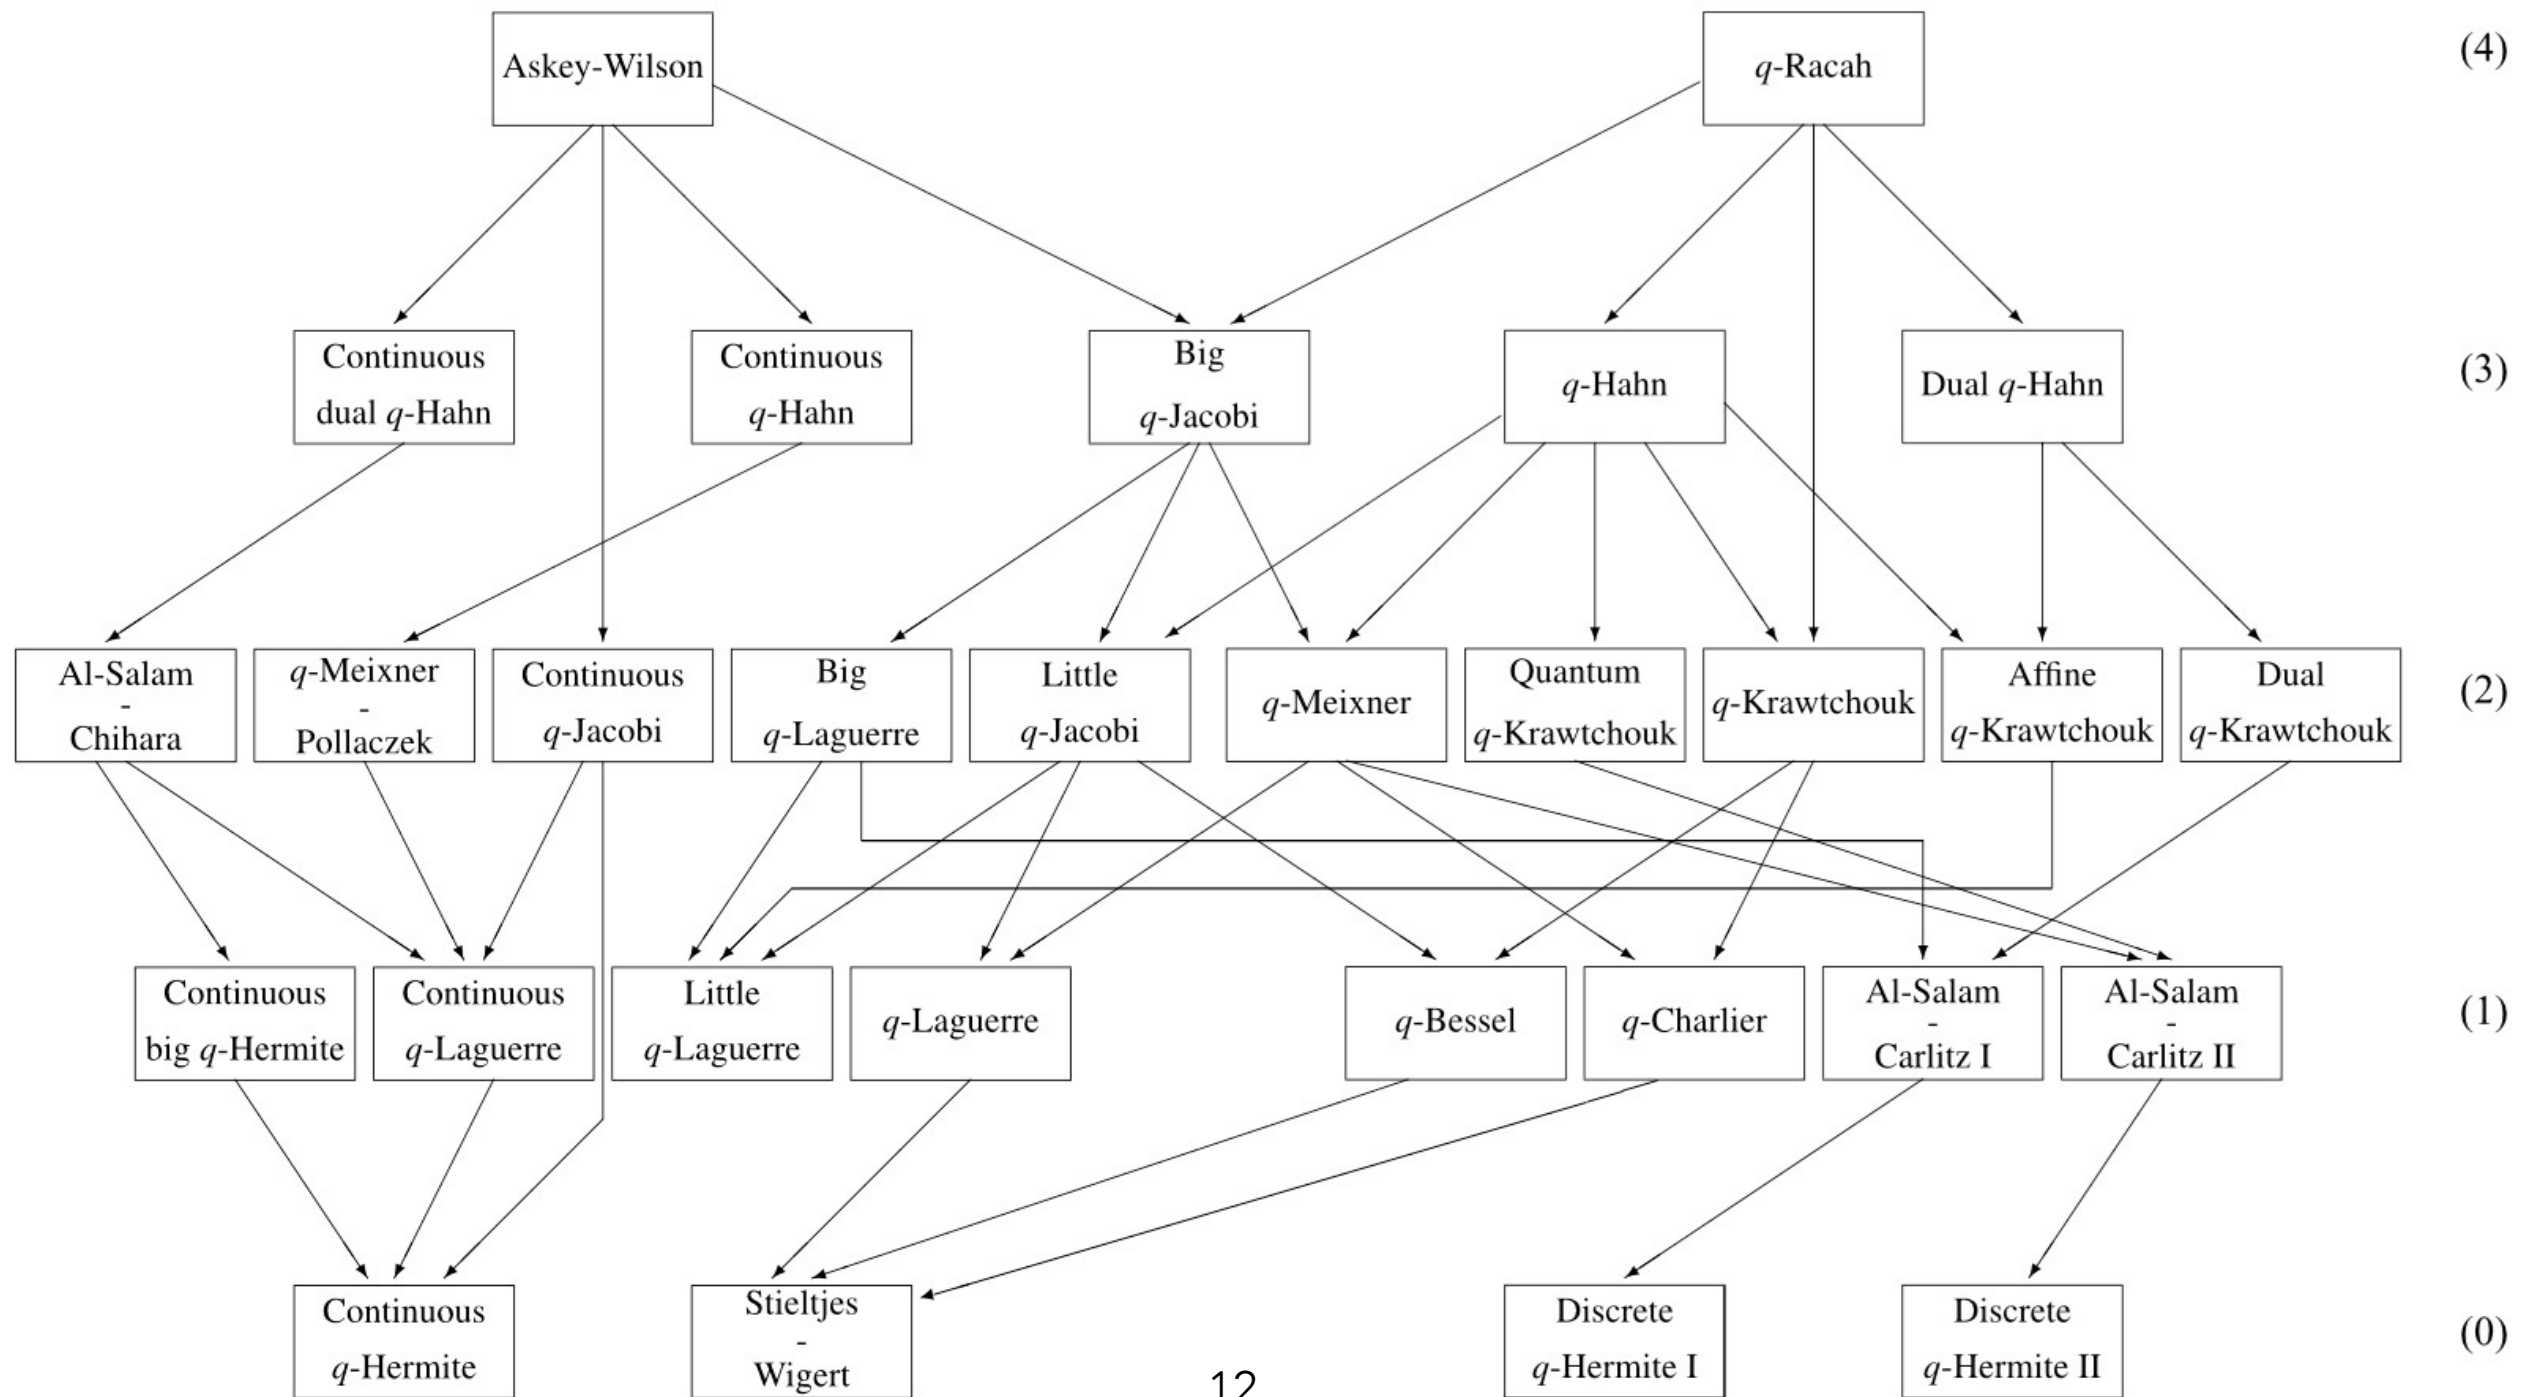 Askey-Wilson
q-Racah
(4)
Continuous
dual q-Hahn
Continuous
q-Hahn
Big
q-Jacobi
q-Hahn
Dual q-Hahn
(3)
Al-Salam
-
Chihara
q-Meixner
-
Pollaczek
Continuous
q-Jacobi
Big
q-Laguerre
Little
q-Jacobi
q-Meixner
Quantum
q-Krawtchouk
q-Krawtchouk
Affine
q-Krawtchouk
Dual
q-Krawtchouk
(2)
Continuous
big q-Hermite
Continuous
q-Laguerre
Little
q-Laguerre
q-Laguerre
q-Bessel
q-Charlier
Al-Salam
-
Carlitz I
Al-Salam
-
Carlitz II
(1)
Continuous
q-Hermite
Stieltjes
-
Wigert
Discrete
q-Hermite I
Discrete
q-Hermite II
(0)
12